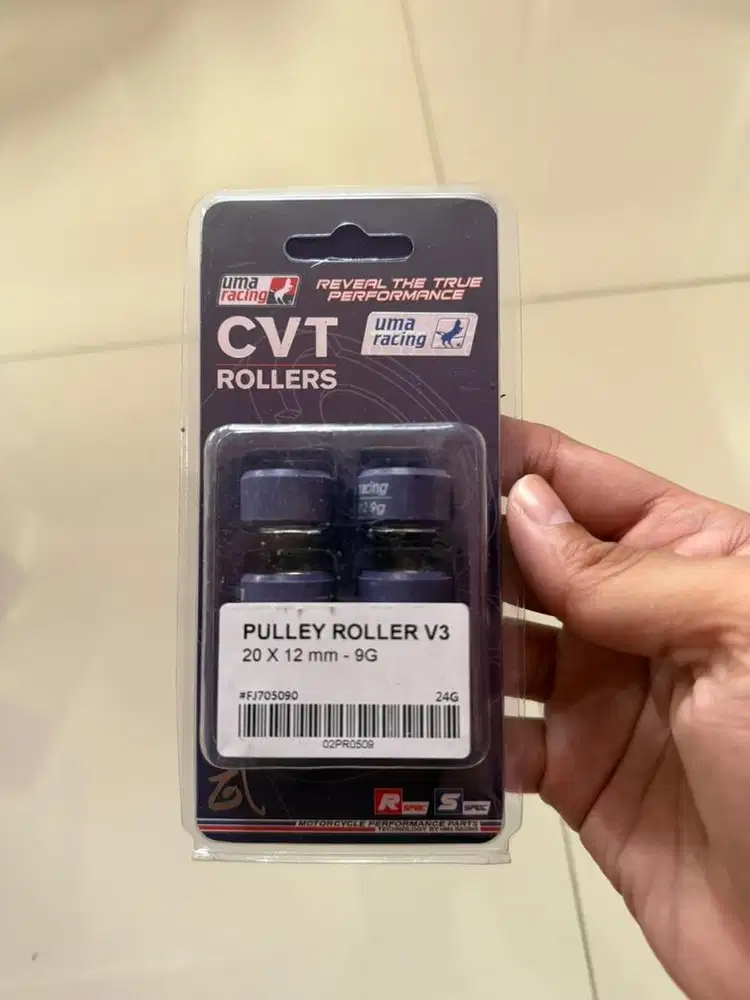 uma racing
REVEAL THE TRUE
PERFORMANCE
CVT
ROLLERS
uma racing
racing
9g
PULLEY ROLLER V3
20 X 12 mm - 9G
#FJ705090 24G
02PR0509
R SPEC S SPEC
MOTORCYCLE PERFORMANCE PARTS
TECHNOLOGY BY UMA RACING